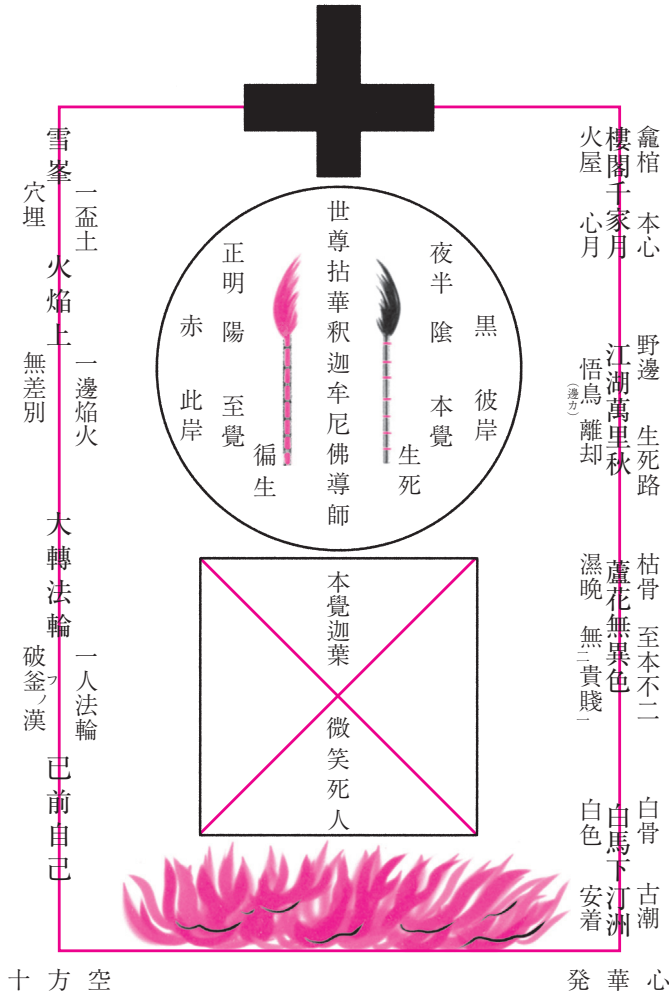 龕棺　本心
樓閣千家月
火屋　心月
野邊　生死路
江湖萬里秋
悟鳥（邊カ）離却
枯骨　至本不二
蘆花無異色
濕晩　無二貴賤一
白骨　古潮
白馬下汀洲
白色　安着
黒　彼岸
夜半　陰　本覺
生死
世尊拈華釈迦牟尼佛導師
徧生
正明　陽　至覺
赤　此岸
本覺迦葉　微笑死人
一盃土
雪峯
穴埋
一邊焔火
火焔上
無差別
一人法輪
大轉法輪
破釜フノ漢
已前自己
心華発
十方空